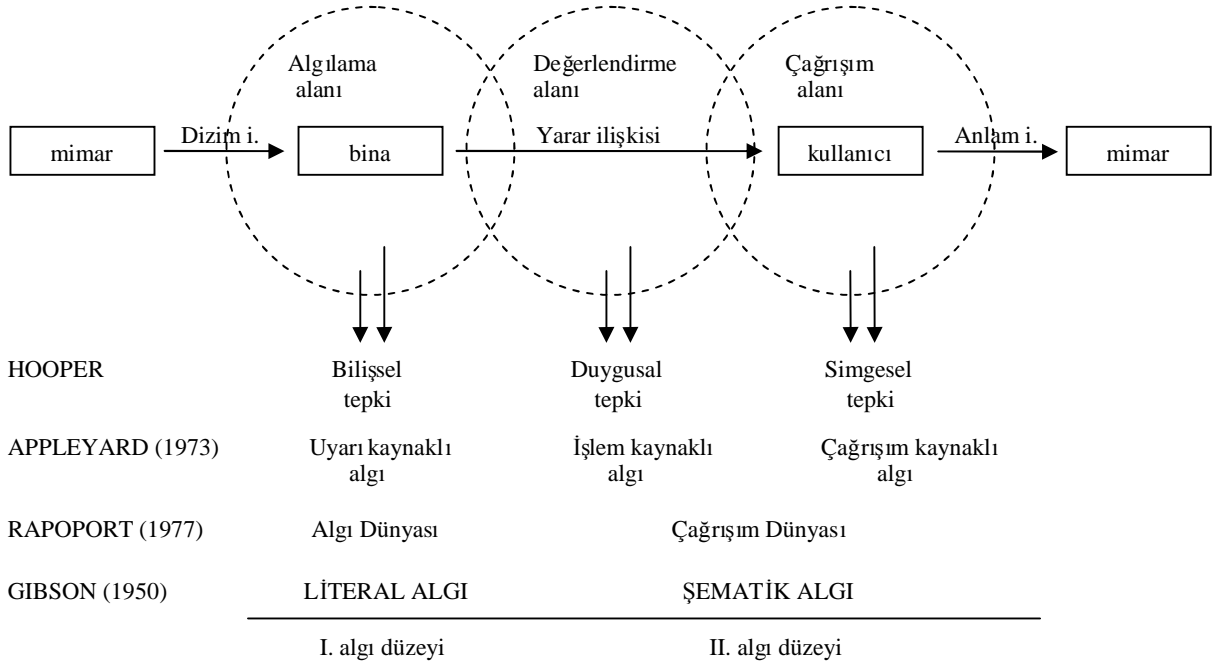 Algılama Değerlendirme Çağrışım
alanı alanı alanı
Dizim i. Yarar ilişkisi Anlam i.
mimar bina kullanıcı mimar
HOOPER Bilişsel Duygusal Simgesel
tepki tepki tepki
APPLEYARD (1973) Uyarı kaynaklı İşlem kaynaklı Çağrışım kaynaklı
algı algı algı
RAPOPORT (1977) Algı Dünyası Çağrışım Dünyası
GIBSON (1950) LİTERAL ALGI ŞEMATİK ALGI
I. algı düzeyi II. algı düzeyi